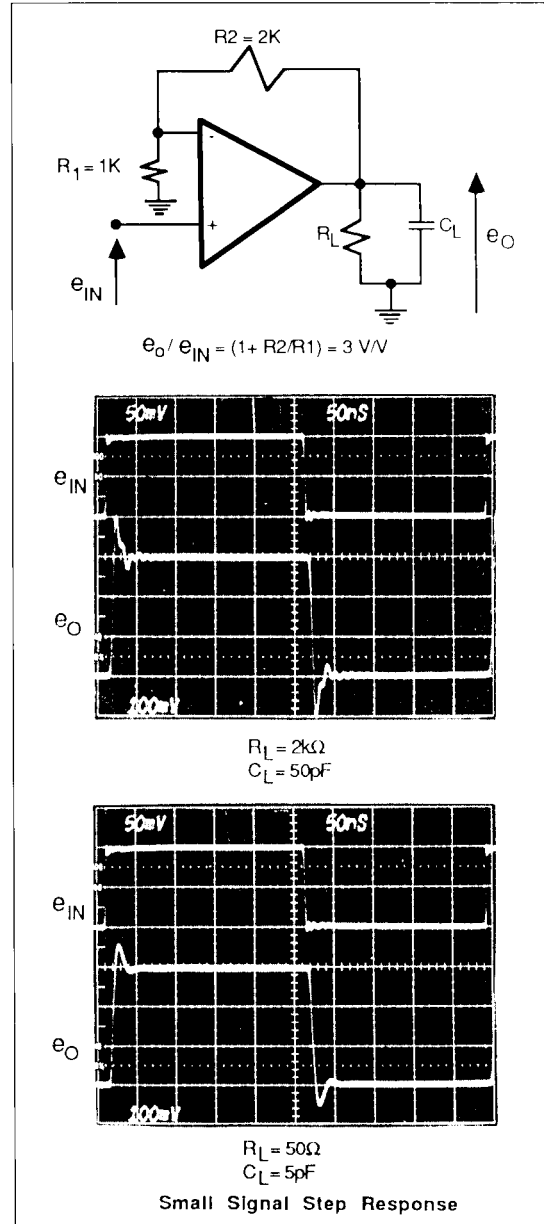 R2 = 2K
R1 = 1K
-
+
RL
CL
eO
eIN
eo / eIN = (1+ R2/R1) = 3 V/V
50mV 50nS
eIN
eO
100mV
RL = 2kΩ
CL = 50pF
50mV 50nS
eIN
eO
100mV
RL = 50Ω
CL = 5pF
Small Signal Step Response